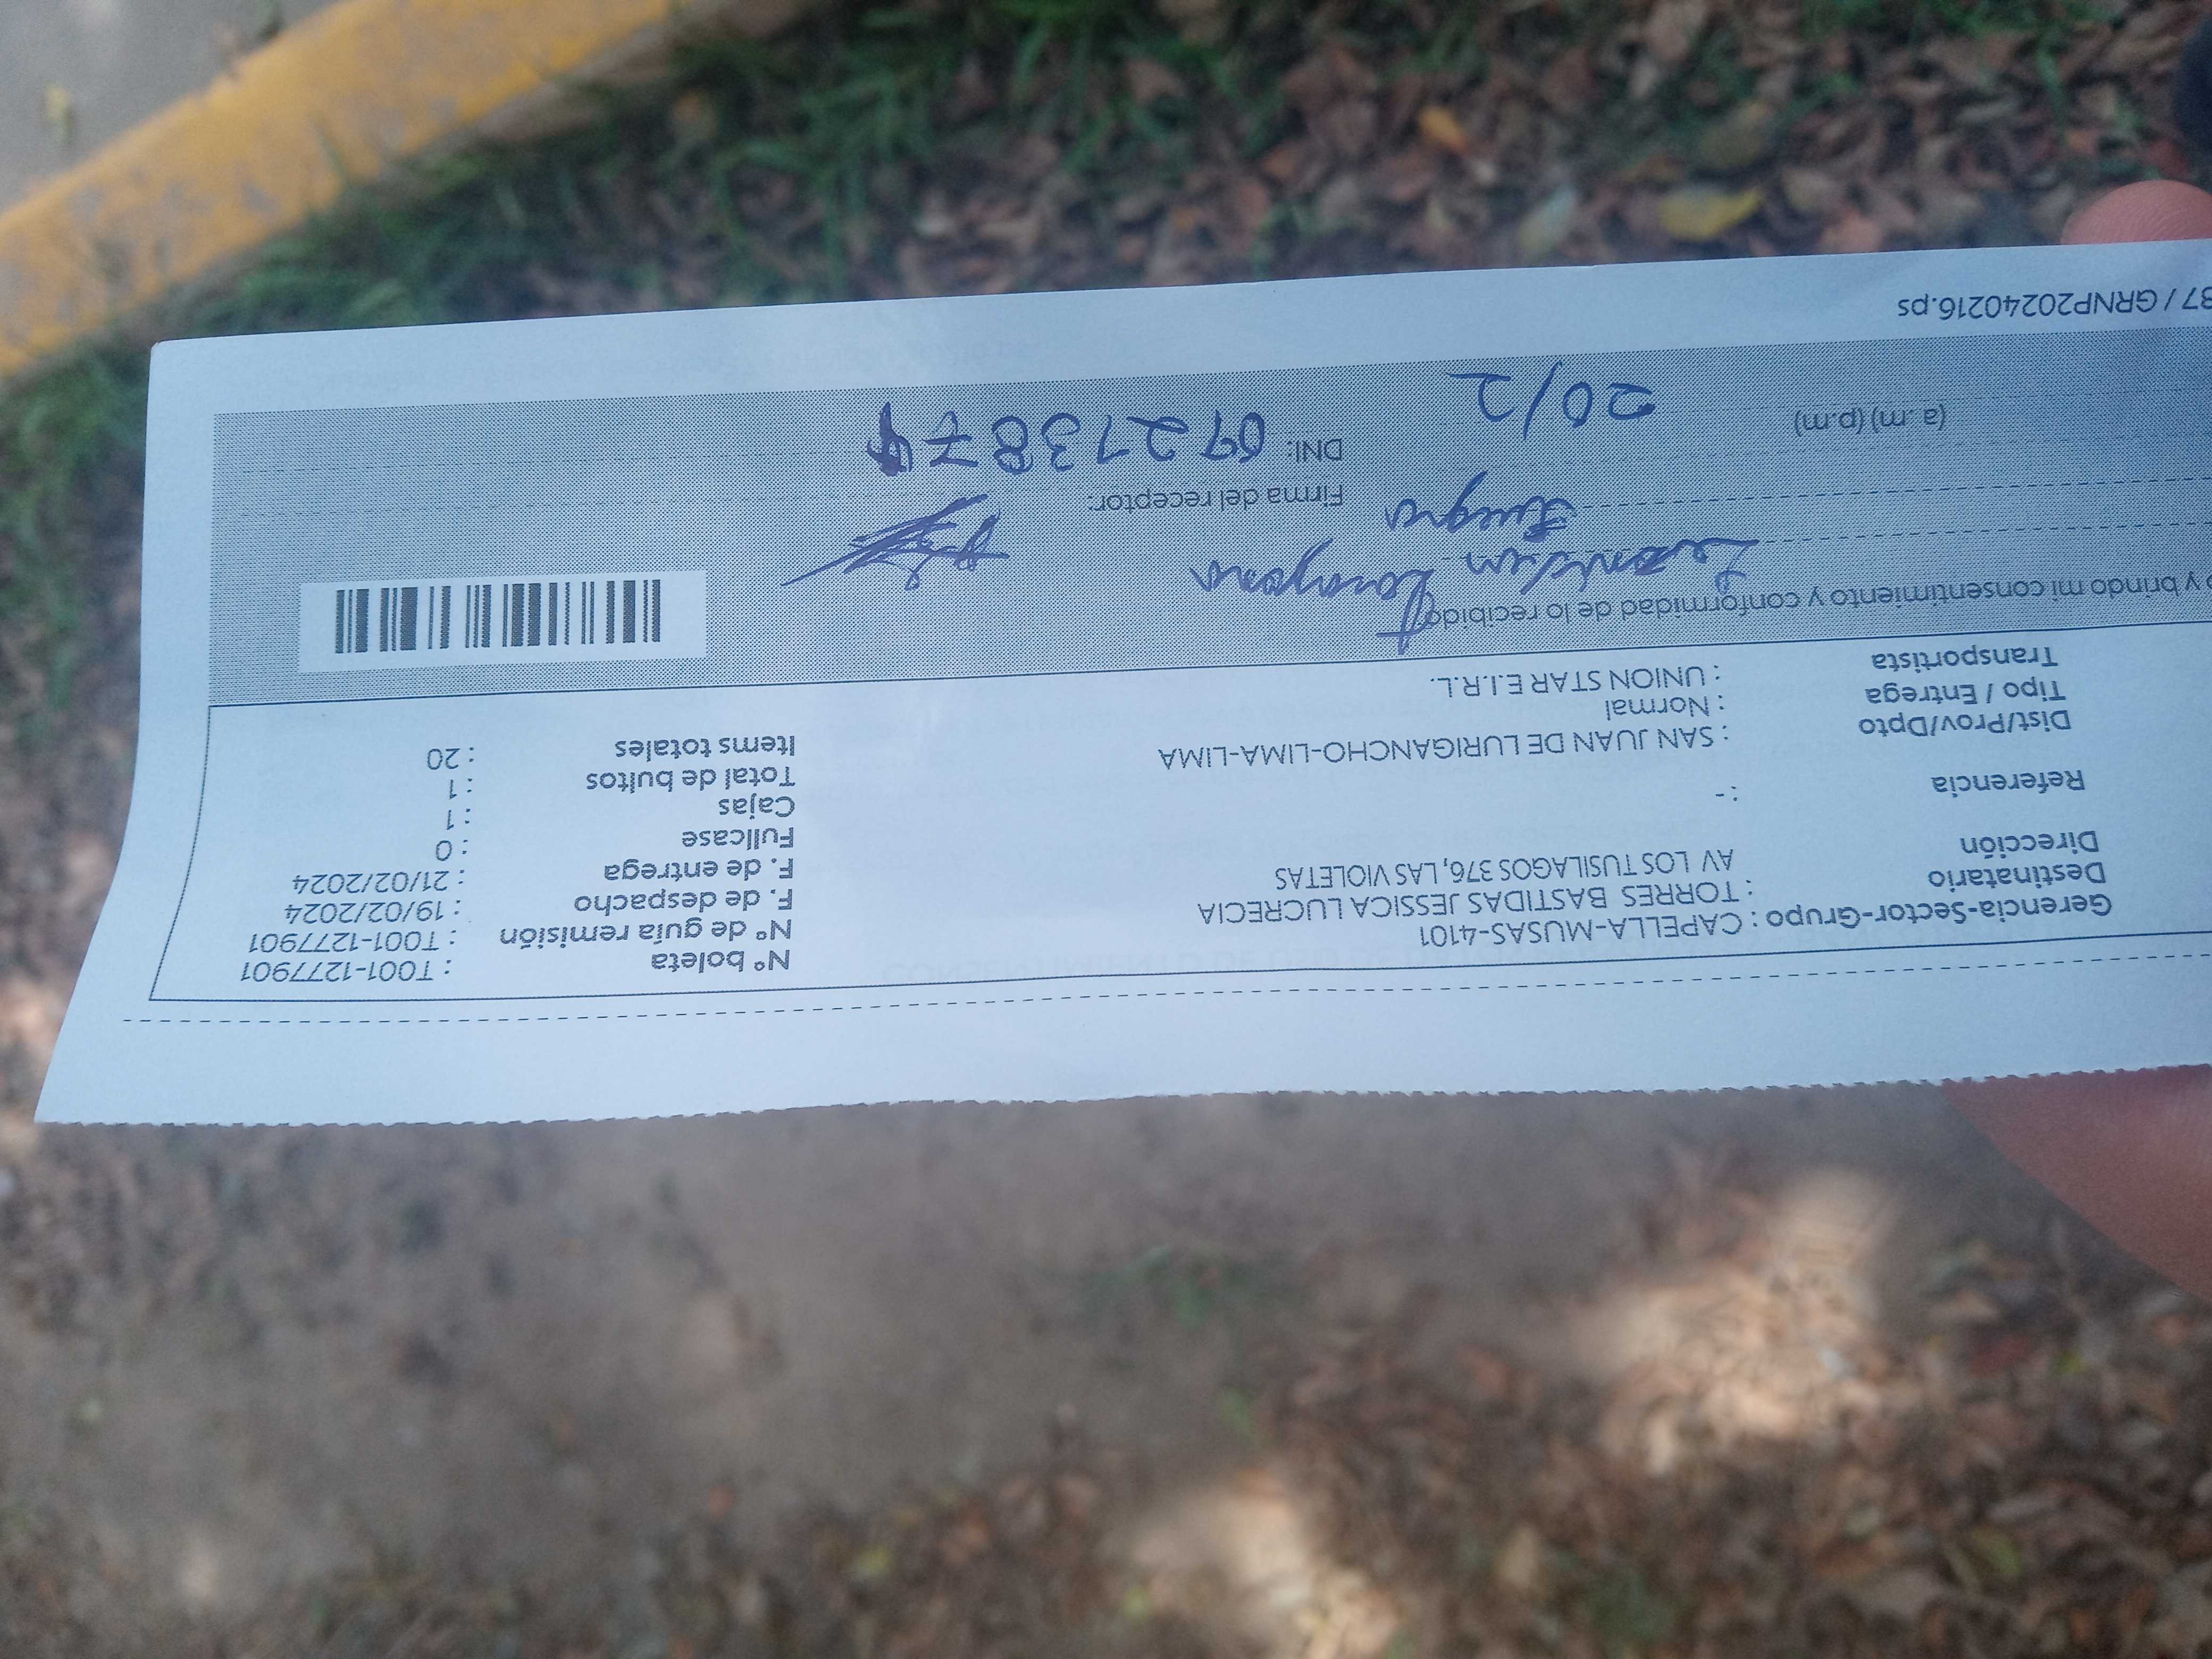 Gerencia-Sector-Grupo : CAPELLA-MUSAS-4101
Destinatario : TORRES BASTIDAS JESSICA LUCRECIA
Dirección AV LOS TUSILAGOS 376, LAS VIOLETAS
Referencia : -
Dist/Prov/Dpto : SAN JUAN DE LURIGANCHO-LIMA-LIMA
Tipo / Entrega : Normal
Transportista : UNION STAR E.I.R.L.
N° boleta : T001-1277901
N° de guía remisión : T001-1277901
F. de despacho : 19/02/2024
F. de entrega : 21/02/2024
Fullcase : 0
Cajas : 1
Total de bultos : 1
Items totales : 20
y brindo mi consentimiento y conformidad de lo recibido
Firma del receptor:
(a.m) (p.m) 20/2
DNI:
37 / GRNP20240216.ps